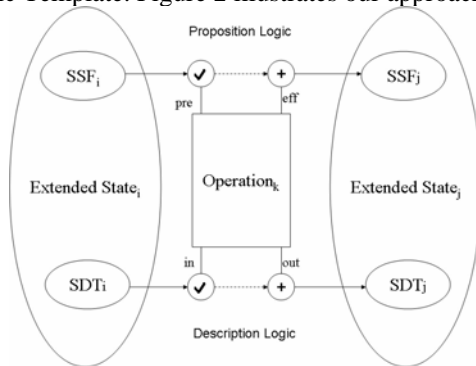 Template. Figure 2 illustrates our approach
Proposition Logic
SSFi
SSFj
pre
eff
Extended Statei
Operationk
Extended Statej
in
out
SDTi
SDTj
Description Logic